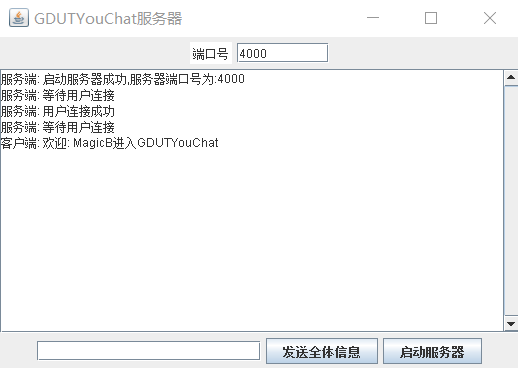 GDUTYouChat服务器
端口号 4000
服务端: 启动服务器成功,服务器端口号为:4000
服务端: 等待用户连接
服务端: 用户连接成功
服务端: 等待用户连接
客户端: 欢迎: MagicB进入GDUTYouChat
发送全体信息 启动服务器